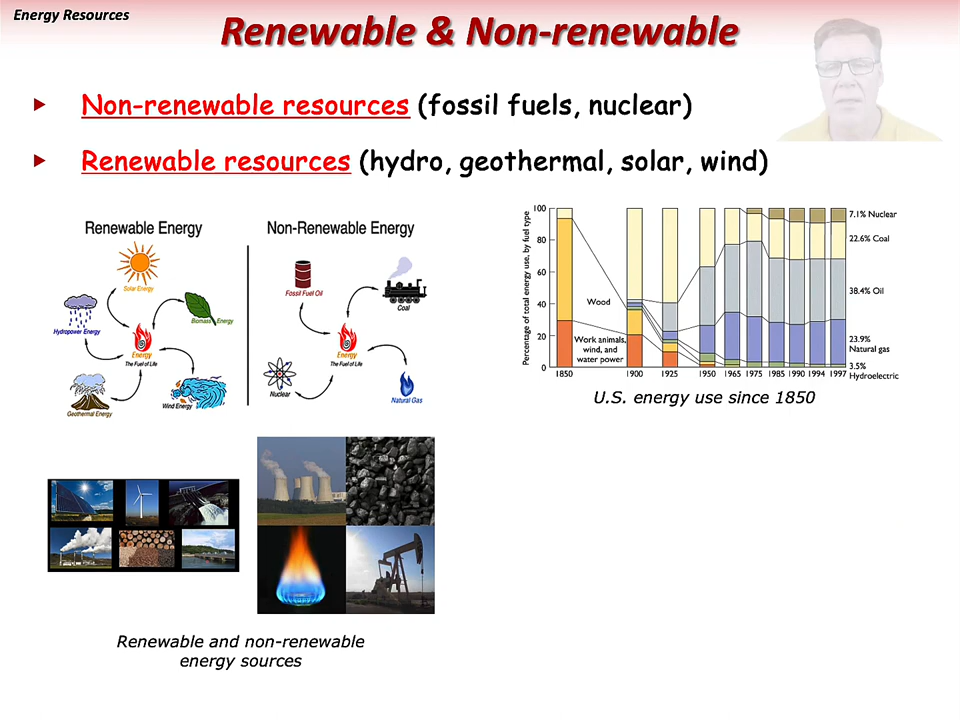 Energy Resources
Renewable & Non-renewable
Non-renewable resources (fossil fuels, nuclear)
Renewable resources (hydro, geothermal, solar, wind)
Renewable Energy
Solar Energy
Hydropower Energy
Biomass Energy
Energy
The Fuel of Life
Geothermal Energy
Wind Energy
Non-Renewable Energy
Fossil Fuel Oil
Coal
Energy
The Fuel of Life
Nuclear
Natural Gas
Percentage of total energy use, by fuel type
100
80
60
40
20
0
Wood
Work animals,
wind, and
water power
7.1% Nuclear
22.6% Coal
38.4% Oil
23.9%
Natural gas
3.5%
Hydroelectric
1850 1900 1925 1950 1965 1975 1985 1990 1994 1997
U.S. energy use since 1850
Renewable and non-renewable
energy sources